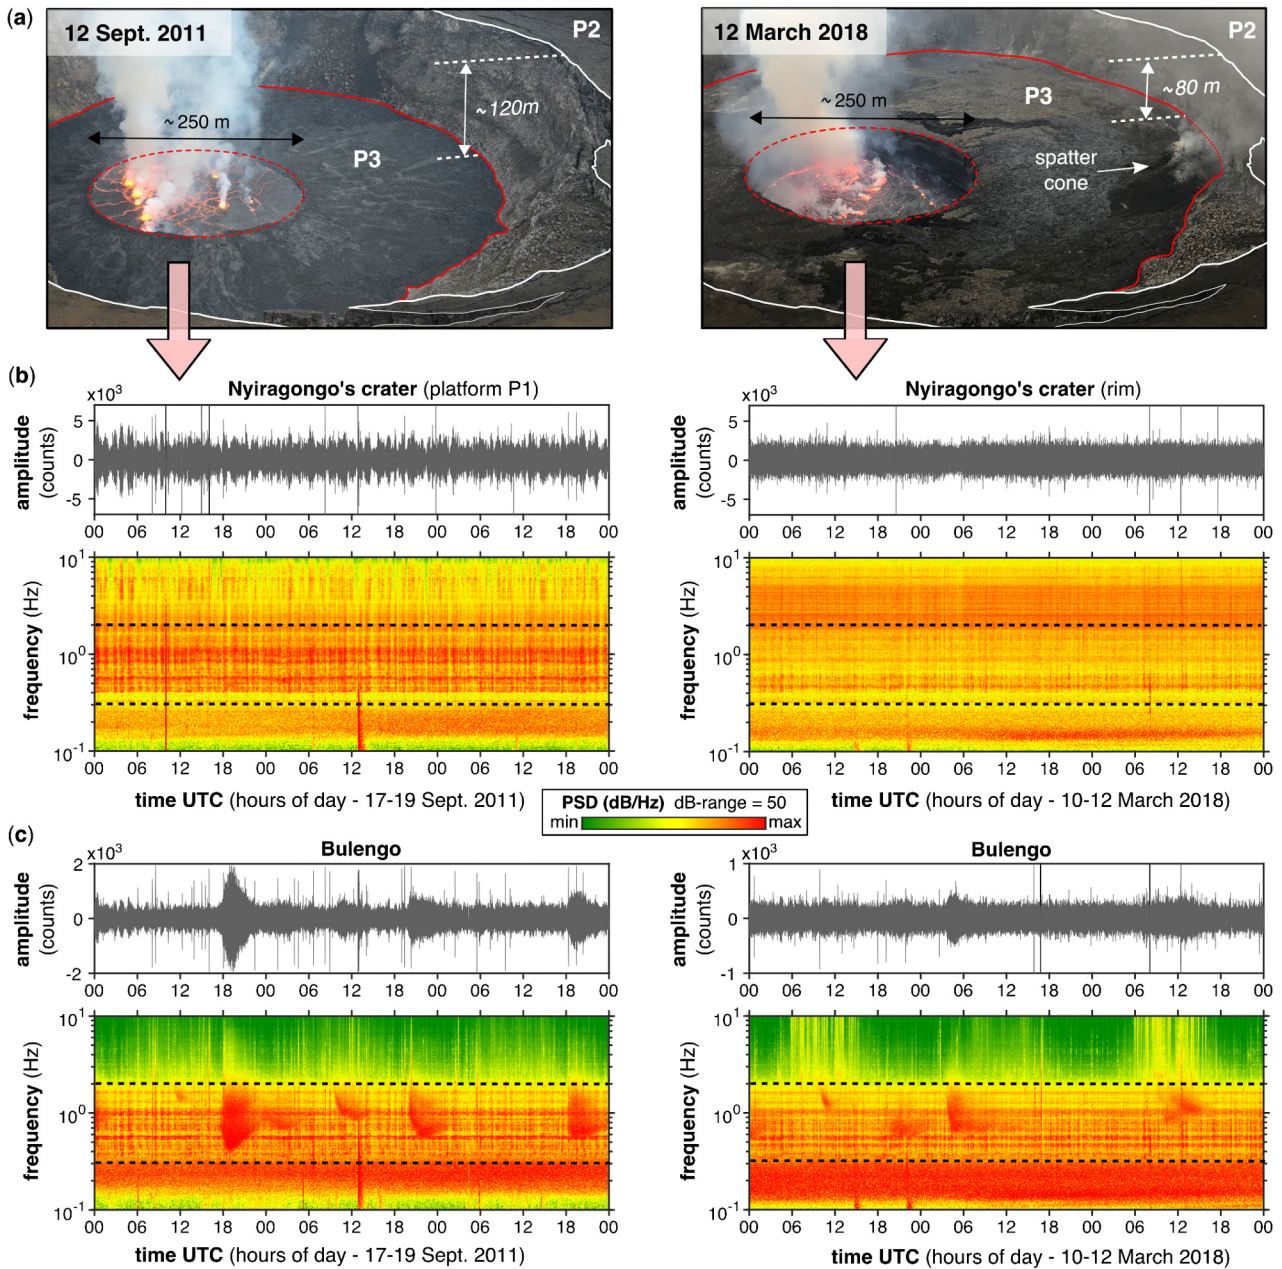 (a)
12 Sept. 2011
P2
~120m
~250 m
P3
12 March 2018
P2
~80 m
~250 m
P3
spatter
cone
(b)
Nyiragongo's crater (platform P1)
x10³
amplitude
(counts)
5
0
-5
00 06 12 18 00 06 12 18 00 06 12 18 00
frequency (Hz)
10¹
10⁰
10⁻¹
00 06 12 18 00 06 12 18 00 06 12 18 00
time UTC (hours of day - 17-19 Sept. 2011)
Nyiragongo's crater (rim)
x10³
amplitude
(counts)
5
0
-5
00 06 12 18 00 06 12 18 00 06 12 18 00
frequency (Hz)
10¹
10⁰
10⁻¹
00 06 12 18 00 06 12 18 00 06 12 18 00
time UTC (hours of day - 10-12 March 2018)
PSD (dB/Hz) dB-range = 50
min max
(c)
Bulengo
x10³
amplitude
(counts)
2
0
-2
00 06 12 18 00 06 12 18 00 06 12 18 00
frequency (Hz)
10¹
10⁰
10⁻¹
00 06 12 18 00 06 12 18 00 06 12 18 00
time UTC (hours of day - 17-19 Sept. 2011)
Bulengo
x10³
amplitude
(counts)
1
0
-1
00 06 12 18 00 06 12 18 00 06 12 18 00
frequency (Hz)
10¹
10⁰
10⁻¹
00 06 12 18 00 06 12 18 00 06 12 18 00
time UTC (hours of day - 10-12 March 2018)